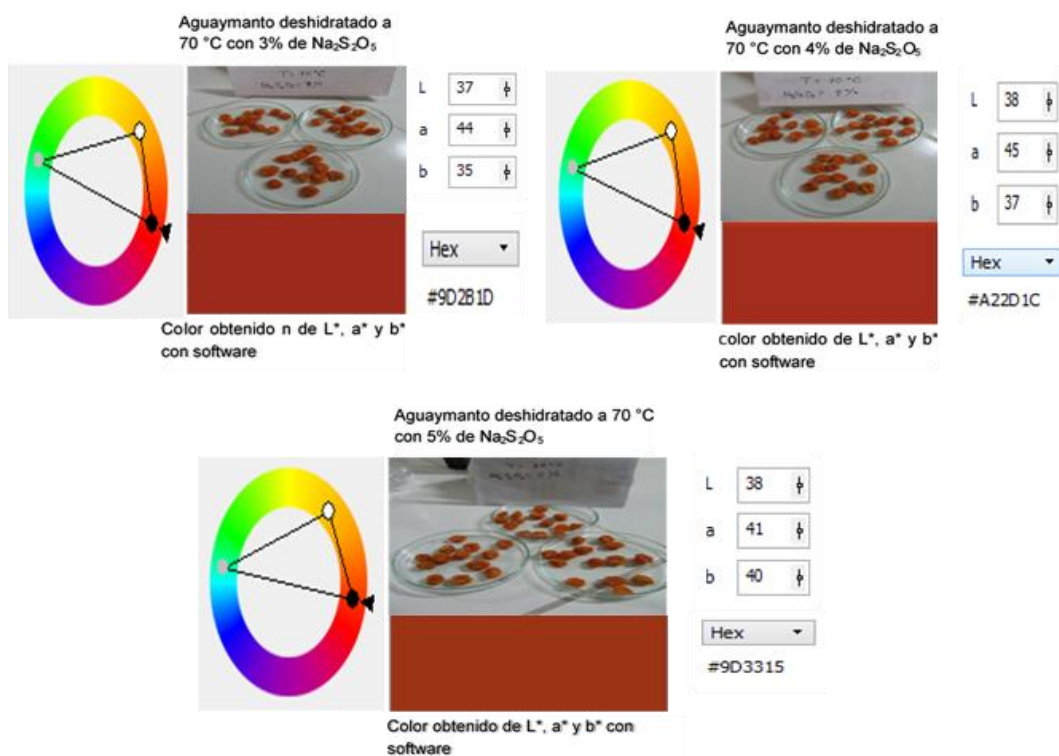 Aguaymanto deshidratado a
70 °C con 3% de Na₂S₂O₅
L 37
a 44
b 35
Hex
#9D2B1D
Color obtenido n de L*, a* y b*
con software
Aguaymanto deshidratado a
70 °C con 4% de Na₂S₂O₅
L 38
a 45
b 37
Hex
#A22D1C
color obtenido de L*, a* y b*
con software
Aguaymanto deshidratado a 70 °C
con 5% de Na₂S₂O₅
L 38
a 41
b 40
Hex
#9D3315
Color obtenido de L*, a* y b* con
software